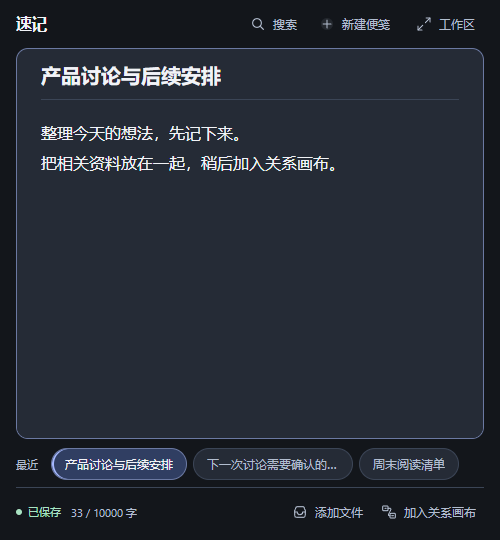 速记
搜索
新建便笺
工作区
产品讨论与后续安排
整理今天的想法，先记下来。
把相关资料放在一起，稍后加入关系画布。
最近
产品讨论与后续安排
下一次讨论需要确认的...
周末阅读清单
已保存
33 / 10000 字
添加文件
加入关系画布